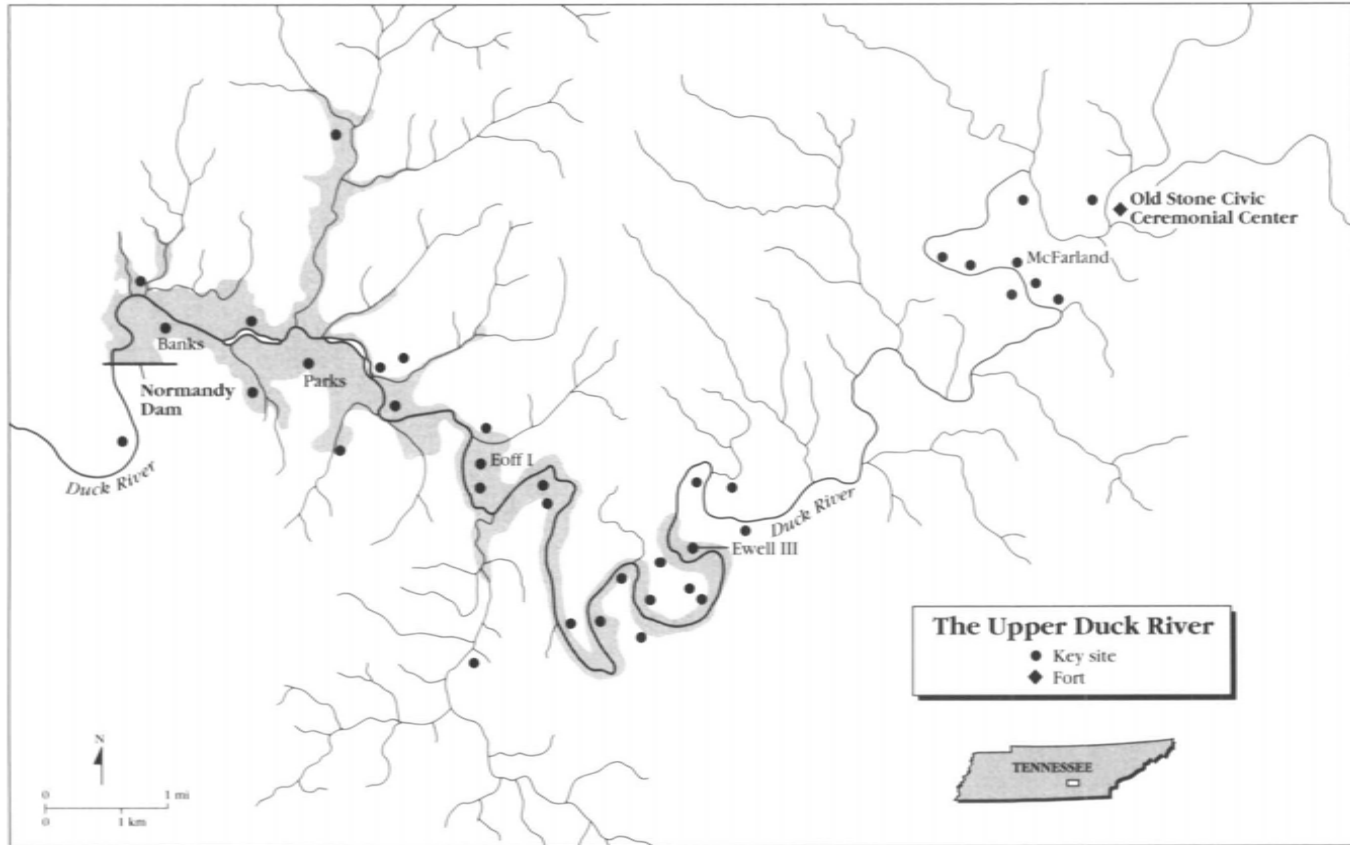 Old Stone Civic
Ceremonial Center
McFarland
Banks
Parks
Normandy
Dam
Eoff I
Duck River
Duck River
Ewell III
The Upper Duck River
Key site
Fort
N
0 1 mi
0 1 km
TENNESSEE